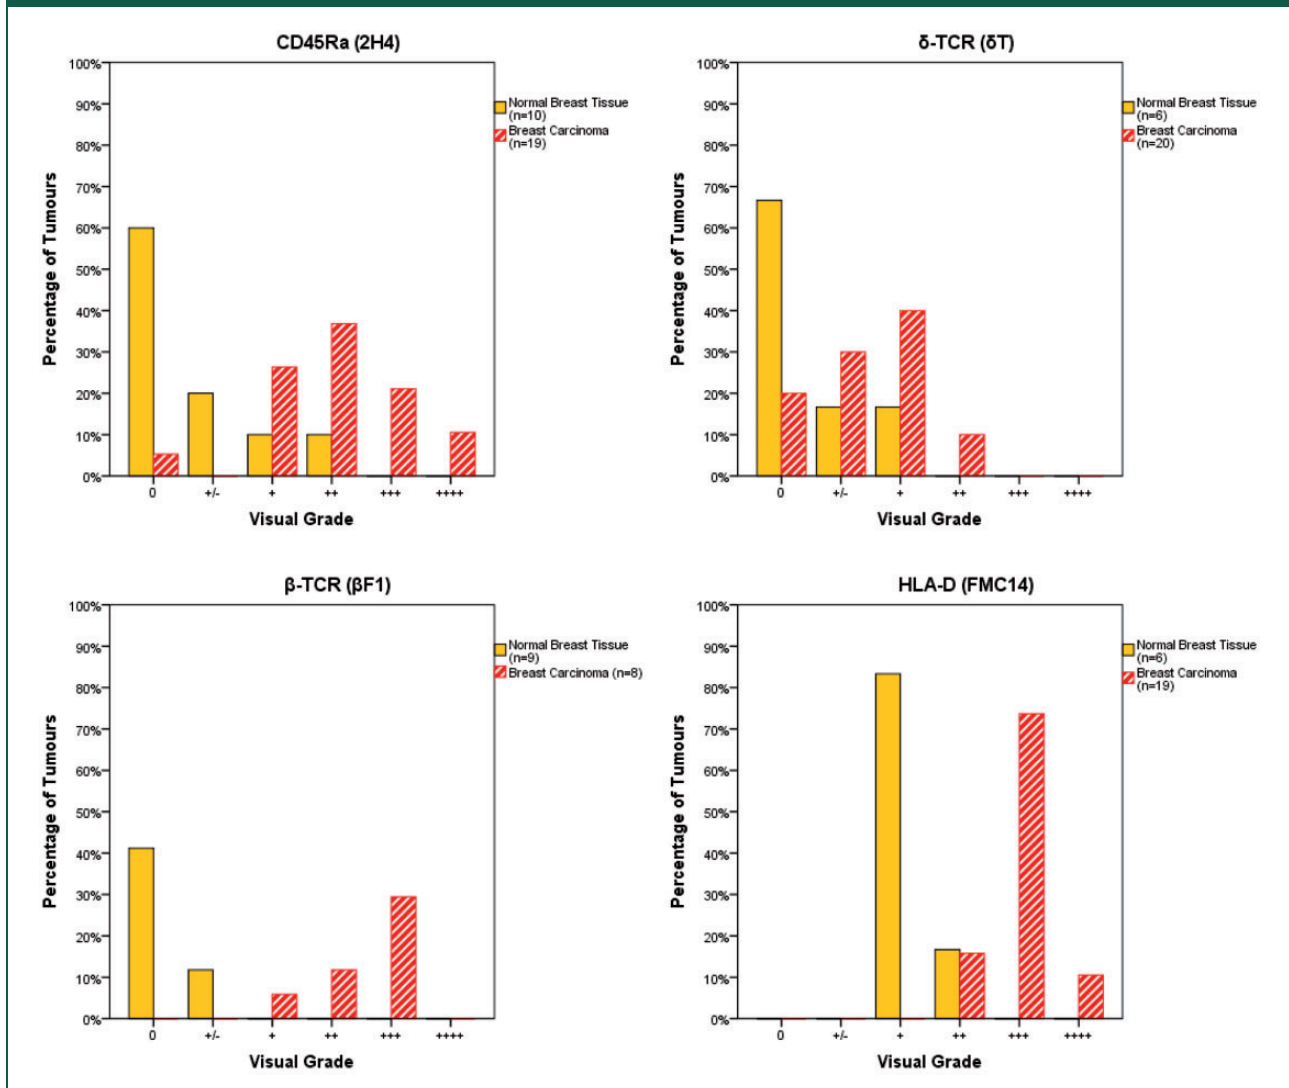 CD45Ra (2H4)
Percentage of Tumours
100%
90%
80%
70%
60%
50%
40%
30%
20%
10%
0%
0
+/-
+
++
+++
++++
Visual Grade
Normal Breast Tissue
(n=10)
Breast Carcinoma
(n=19)
δ-TCR (δT)
Percentage of Tumours
100%
90%
80%
70%
60%
50%
40%
30%
20%
10%
0%
0
+/-
+
++
+++
++++
Visual Grade
Normal Breast Tissue
(n=6)
Breast Carcinoma
(n=20)
β-TCR (βF1)
Percentage of Tumours
100%
90%
80%
70%
60%
50%
40%
30%
20%
10%
0%
0
+/-
+
++
+++
++++
Visual Grade
Normal Breast Tissue
(n=9)
Breast Carcinoma (n=8)
HLA-D (FMC14)
Percentage of Tumours
100%
90%
80%
70%
60%
50%
40%
30%
20%
10%
0%
0
+/-
+
++
+++
++++
Visual Grade
Normal Breast Tissue
(n=6)
Breast Carcinoma
(n=19)